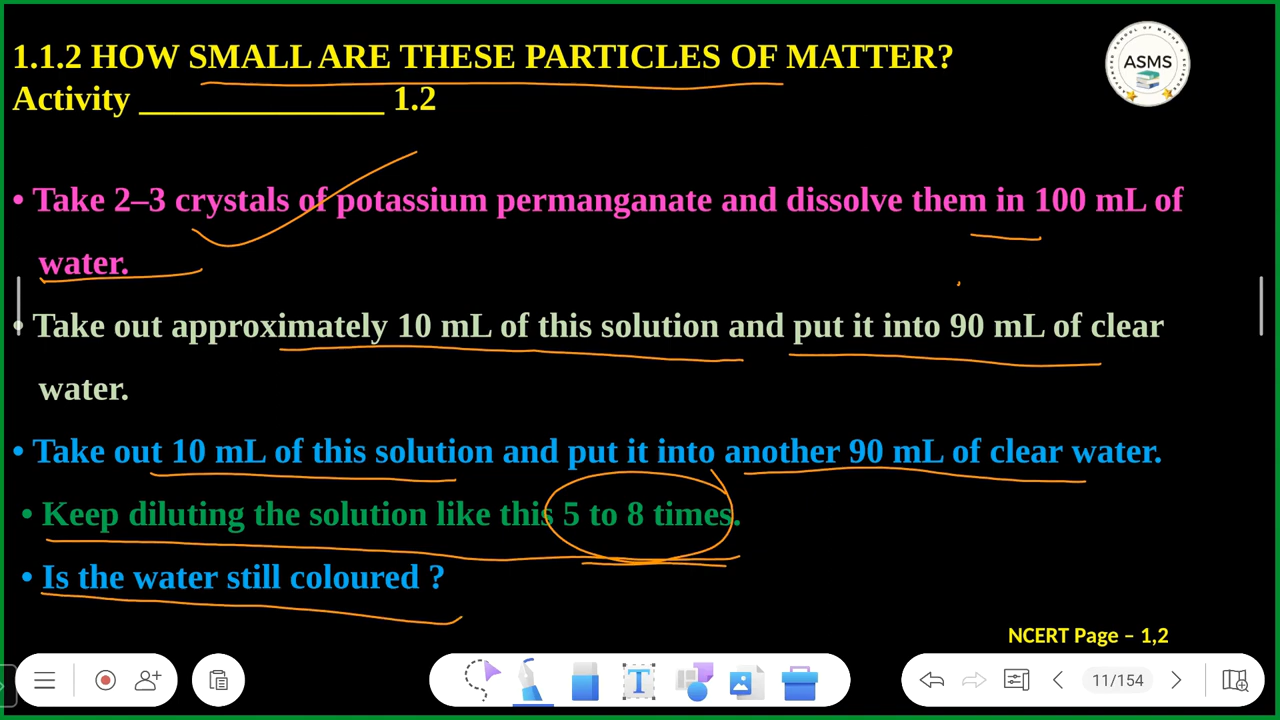 1.1.2 HOW SMALL ARE THESE PARTICLES OF MATTER?
ASMS
Activity ______________ 1.2
• Take 2–3 crystals of potassium permanganate and dissolve them in 100 mL of
water.
• Take out approximately 10 mL of this solution and put it into 90 mL of clear
water.
• Take out 10 mL of this solution and put it into another 90 mL of clear water.
• Keep diluting the solution like this 5 to 8 times.
• Is the water still coloured ?
NCERT Page – 1,2
T
11/154